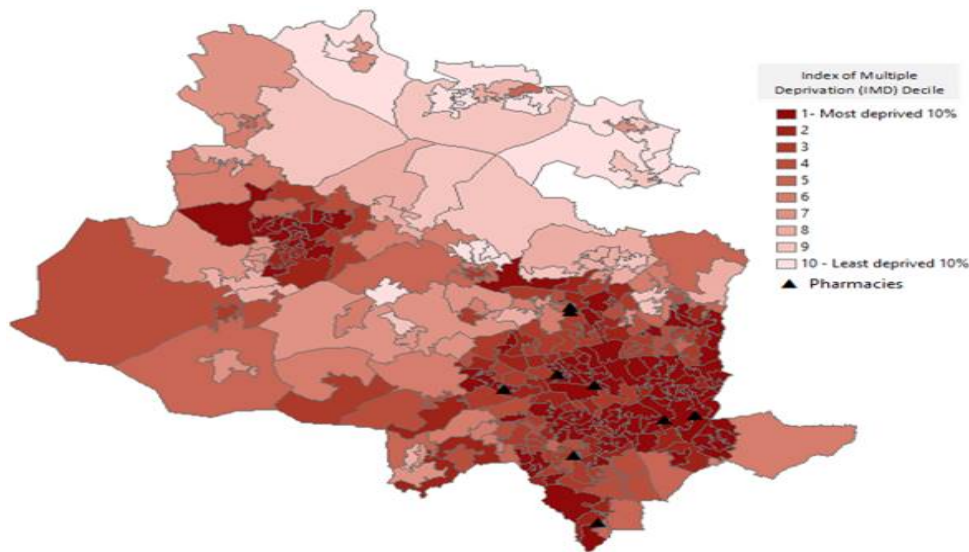 Index of Multiple
Deprivation (IMD) Decile
1- Most deprived 10%
2
3
4
5
6
7
8
9
10 - Least deprived 10%
Pharmacies